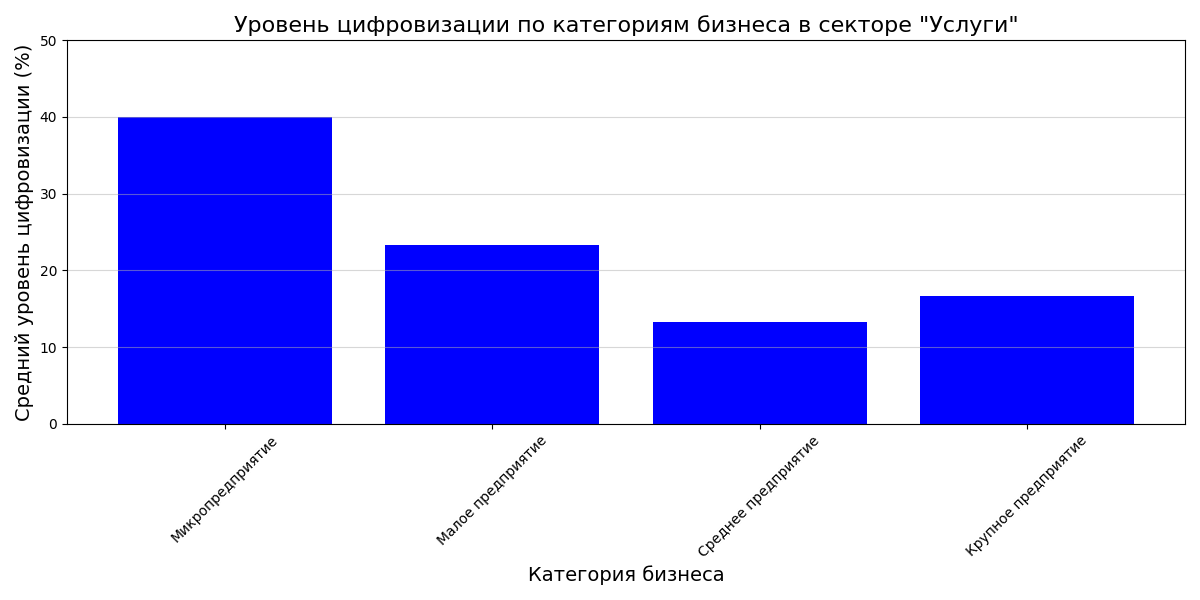 Уровень цифровизации по категориям бизнеса в секторе "Услуги"
Средний уровень цифровизации (%)
50
40
30
20
10
0
Микропредприятие
Малое предприятие
Среднее предприятие
Крупное предприятие
Категория бизнеса